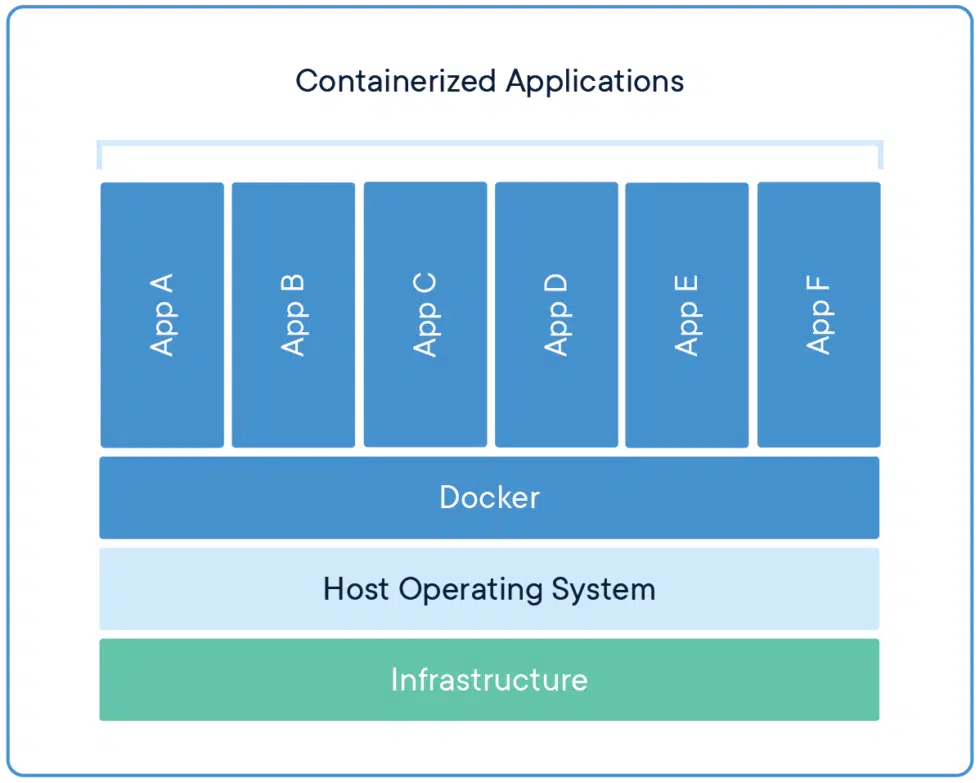 Containerized Applications
App A
App B
App C
App D
App E
App F
Docker
Host Operating System
Infrastructure